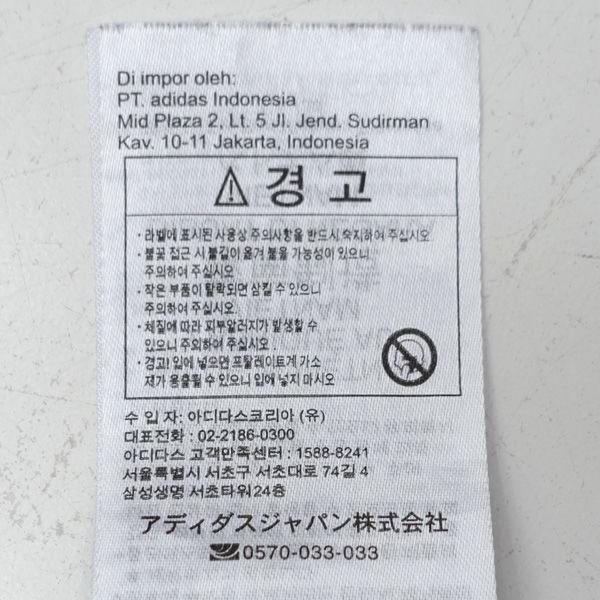 Di impor oleh:
PT. adidas Indonesia
Mid Plaza 2, Lt. 5 Jl. Jend. Sudirman
Kav. 10-11 Jakarta, Indonesia
경 고
· 라벨에 표시된 사용상 주의사항을 반드시 숙지하여 주십시오
· 불꽃 접근 시 불길이 옮겨 붙을 가능성이 있으니
주의하여 주십시오
· 작은 부품이 탈락되면 삼킬 수 있으니
주의하여 주십시오.
· 체질에 따라 피부알러지가 발생할 수
있으니 주의하여 주십시오.
· 경고! 입에 넣으면 프탈레이트계 가소
제가 용출될 수 있으니 입에 넣지 마시오
수 입 자: 아디다스코리아 (유)
대표전화 : 02-2186-0300
아디다스 고객만족센터 : 1588-8241
서울특별시 서초구 서초대로 74길 4
삼성생명 서초타워24층
アディダスジャパン株式会社
0570-033-033